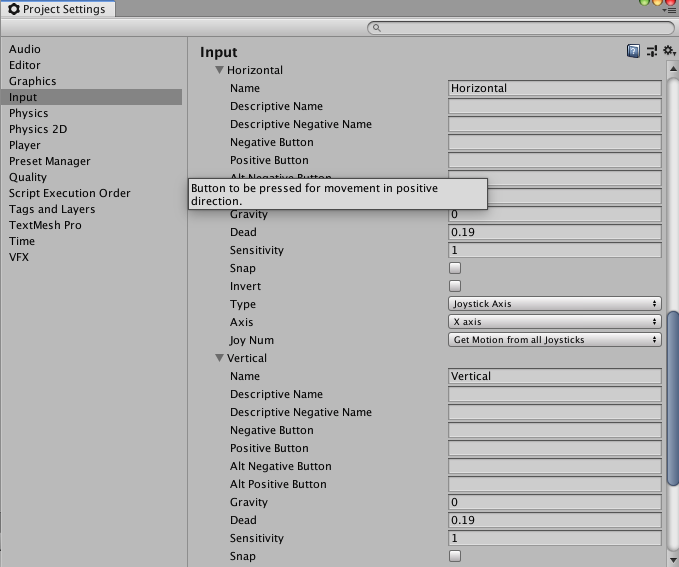 Project Settings
Audio
Editor
Graphics
Input
Physics
Physics 2D
Player
Preset Manager
Quality
Script Execution Order
Tags and Layers
TextMesh Pro
Time
VFX
Input
Horizontal
Name Horizontal
Descriptive Name
Descriptive Negative Name
Negative Button
Positive Button
Alt Negative Button
Button to be pressed for movement in positive
direction.
Gravity 0
Dead 0.19
Sensitivity 1
Snap
Invert
Type Joystick Axis
Axis X axis
Joy Num Get Motion from all Joysticks
Vertical
Name Vertical
Descriptive Name
Descriptive Negative Name
Negative Button
Positive Button
Alt Negative Button
Alt Positive Button
Gravity 0
Dead 0.19
Sensitivity 1
Snap